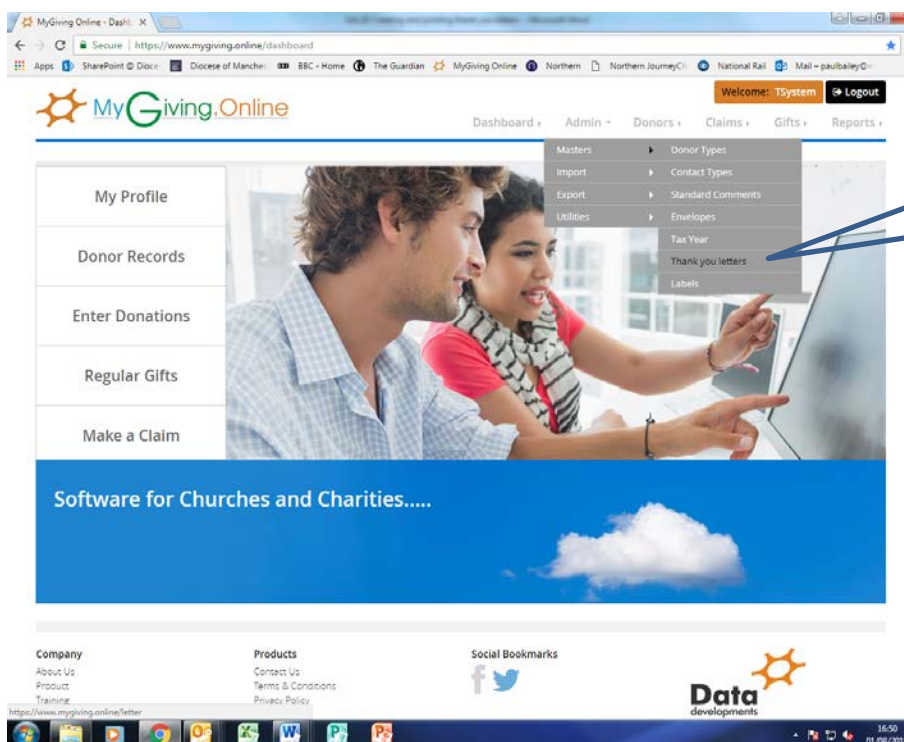 MyGiving Online - Dashb
Secure | https://www.mygiving.online/dashboard
Apps SharePoint @ Dioce Diocese of Manche BBC - Home The Guardian MyGiving Online Northern Northern JourneyCh National Rail Mail – paulbailey@
Welcome: TSystem Logout
MyGiving.Online
Dashboard Admin Donors Claims Gifts Reports
Masters
Import
Export
Utilities
Donor Types
Contact Types
Standard Comments
Envelopes
Tax Year
Thank you letters
Labels
My Profile
Donor Records
Enter Donations
Regular Gifts
Make a Claim
Software for Churches and Charities.....
Company
About Us
Product
Training
Products
Contact Us
Terms & Conditions
Privacy Policy
Social Bookmarks
Data
developments
https://www.mygiving.online/letter
16:50
01/08/201